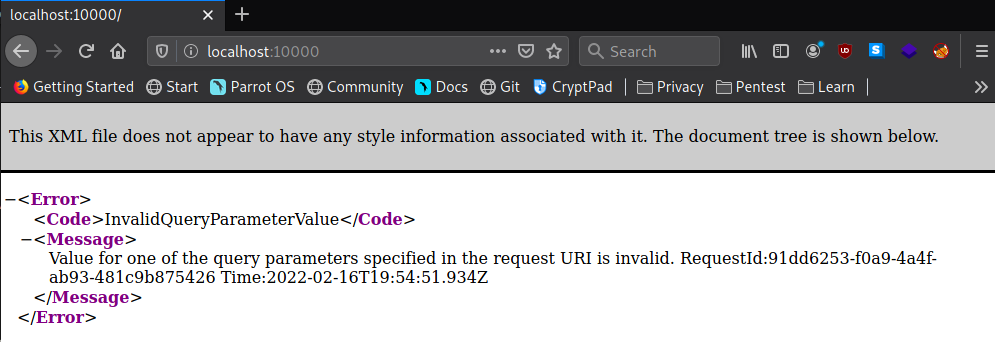 localhost:10000/
localhost:10000
Search
Getting Started Start Parrot OS Community Docs Git CryptPad Privacy Pentest Learn
This XML file does not appear to have any style information associated with it. The document tree is shown below.
−<Error>
<Code>InvalidQueryParameterValue</Code>
−<Message>
Value for one of the query parameters specified in the request URI is invalid. RequestId:91dd6253-f0a9-4a4f-
ab93-481c9b875426 Time:2022-02-16T19:54:51.934Z
</Message>
</Error>